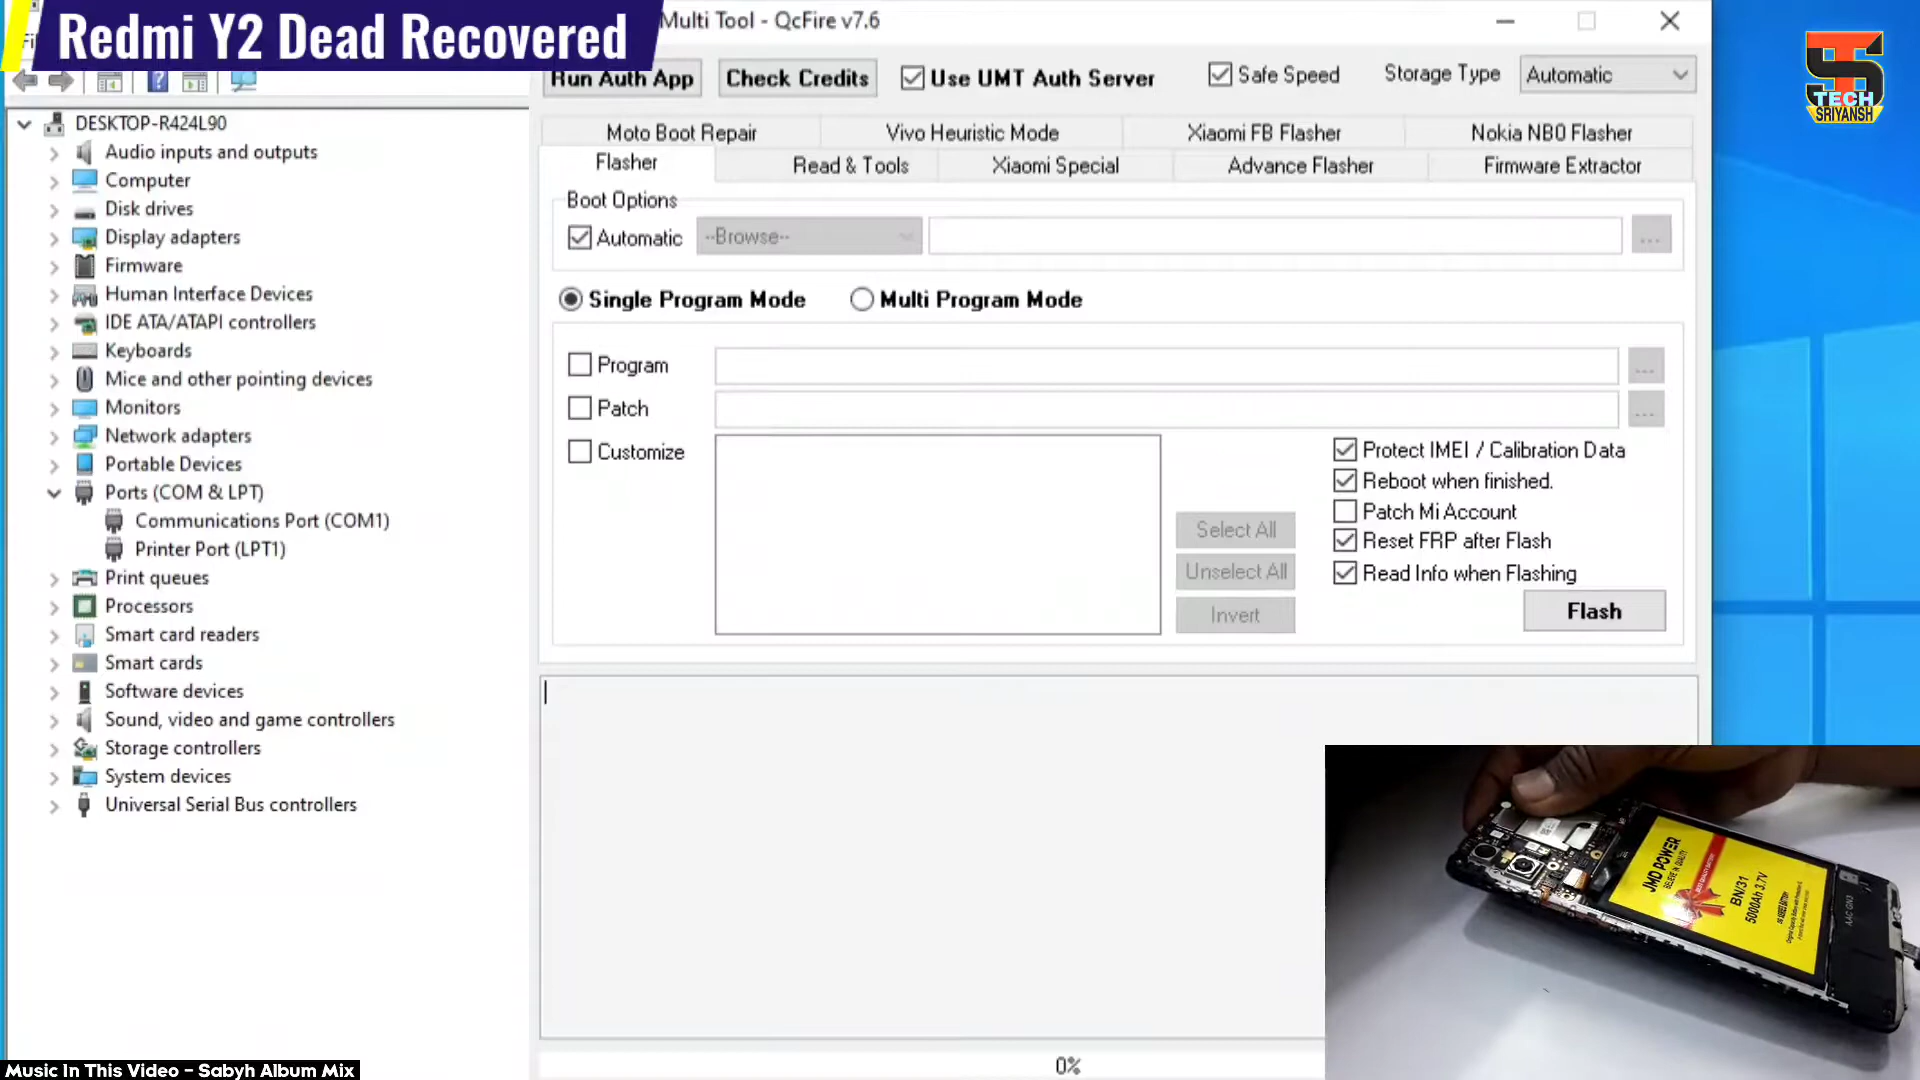 Redmi Y2 Dead Recovered
Multi Tool - QcFire v7.6
TECH
SRIYANSH
Run Auth App
Check Credits
Use UMT Auth Server
Safe Speed
Storage Type
Automatic
Moto Boot Repair
Vivo Heuristic Mode
Xiaomi FB Flasher
Nokia NB0 Flasher
Flasher
Read & Tools
Xiaomi Special
Advance Flasher
Firmware Extractor
Boot Options
Automatic
--Browse--
...
Single Program Mode
Multi Program Mode
Program
...
Patch
...
Customize
Select All
Unselect All
Invert
Protect IMEI / Calibration Data
Reboot when finished.
Patch Mi Account
Reset FRP after Flash
Read Info when Flashing
Flash
0%
DESKTOP-R424L90
Audio inputs and outputs
Computer
Disk drives
Display adapters
Firmware
Human Interface Devices
IDE ATA/ATAPI controllers
Keyboards
Mice and other pointing devices
Monitors
Network adapters
Portable Devices
Ports (COM & LPT)
Communications Port (COM1)
Printer Port (LPT1)
Print queues
Processors
Smart card readers
Smart cards
Software devices
Sound, video and game controllers
Storage controllers
System devices
Universal Serial Bus controllers
JMD POWER
BELIEVE IN QUALITY
BN/31
5000Ah 3.7V
Music In This Video - Sabyh Album Mix